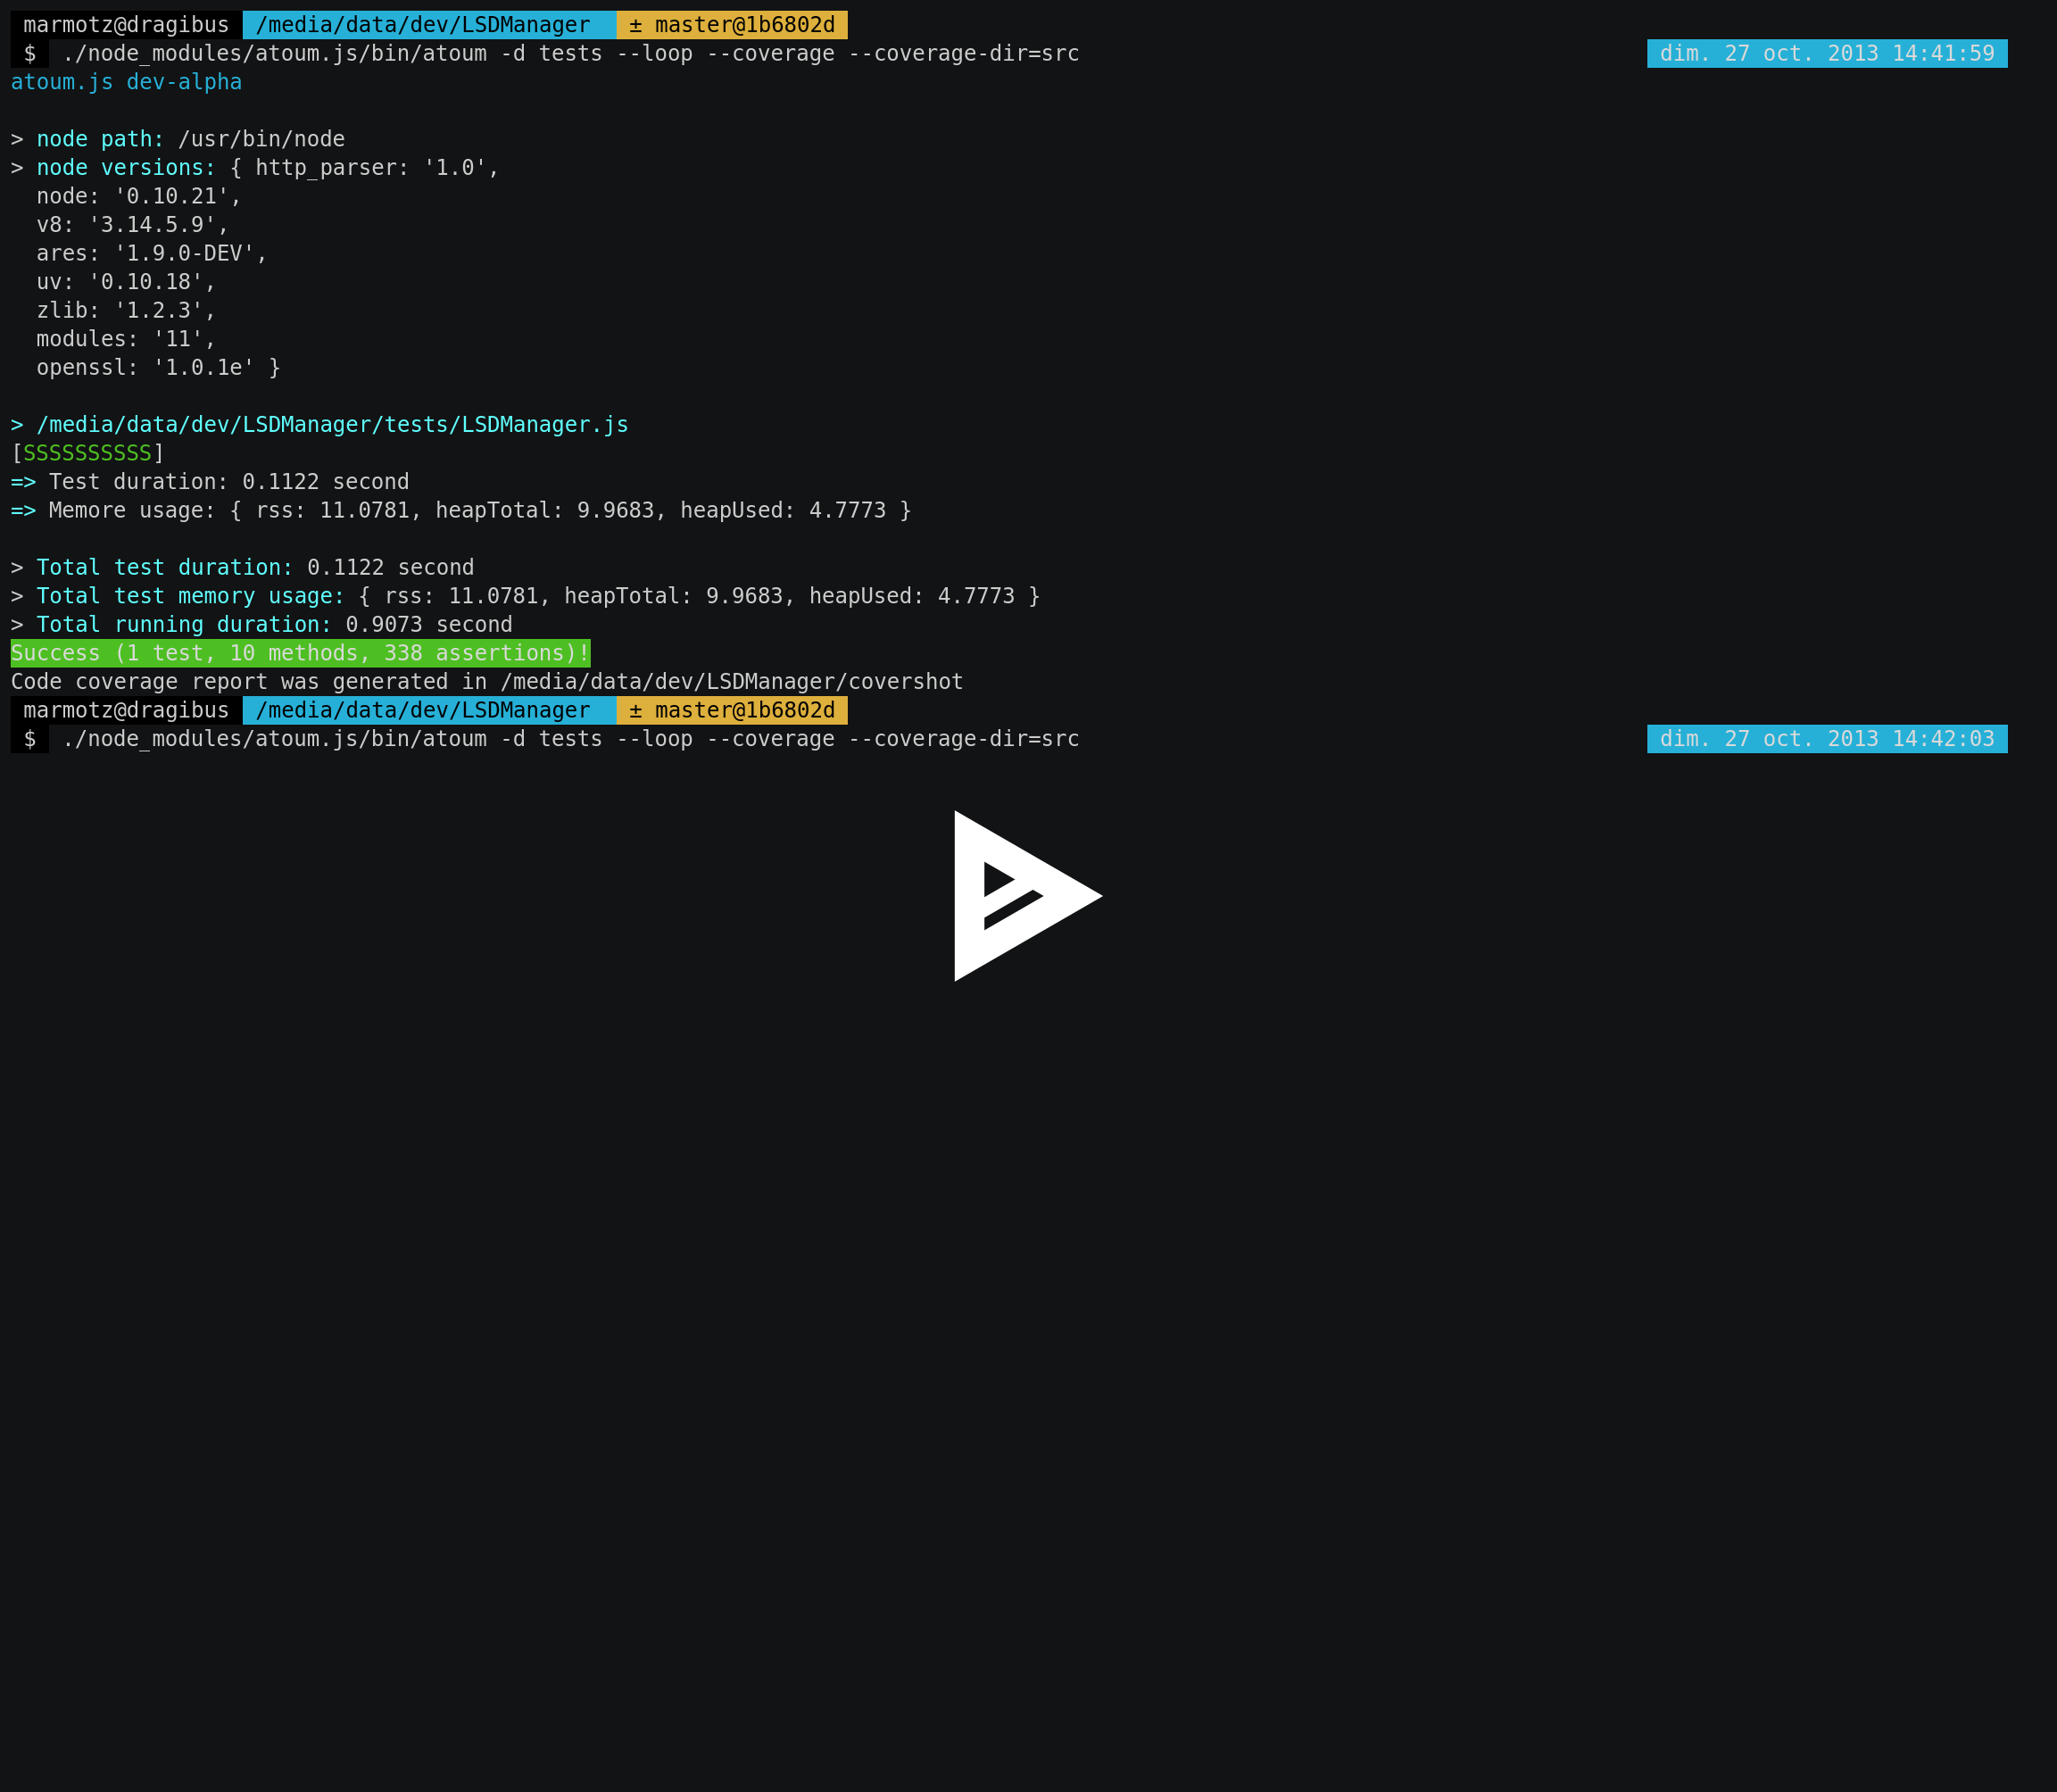 marmotz@dragibus /media/data/dev/LSDManager ± master@1b6802d
$ ./node_modules/atoum.js/bin/atoum -d tests --loop --coverage --coverage-dir=src dim. 27 oct. 2013 14:41:59
atoum.js dev-alpha
> node path: /usr/bin/node
> node versions: { http_parser: '1.0',
node: '0.10.21',
v8: '3.14.5.9',
ares: '1.9.0-DEV',
uv: '0.10.18',
zlib: '1.2.3',
modules: '11',
openssl: '1.0.1e' }
> /media/data/dev/LSDManager/tests/LSDManager.js
[SSSSSSSSSS]
=> Test duration: 0.1122 second
=> Memore usage: { rss: 11.0781, heapTotal: 9.9683, heapUsed: 4.7773 }
> Total test duration: 0.1122 second
> Total test memory usage: { rss: 11.0781, heapTotal: 9.9683, heapUsed: 4.7773 }
> Total running duration: 0.9073 second
Success (1 test, 10 methods, 338 assertions)!
Code coverage report was generated in /media/data/dev/LSDManager/covershot
marmotz@dragibus /media/data/dev/LSDManager ± master@1b6802d
$ ./node_modules/atoum.js/bin/atoum -d tests --loop --coverage --coverage-dir=src dim. 27 oct. 2013 14:42:03